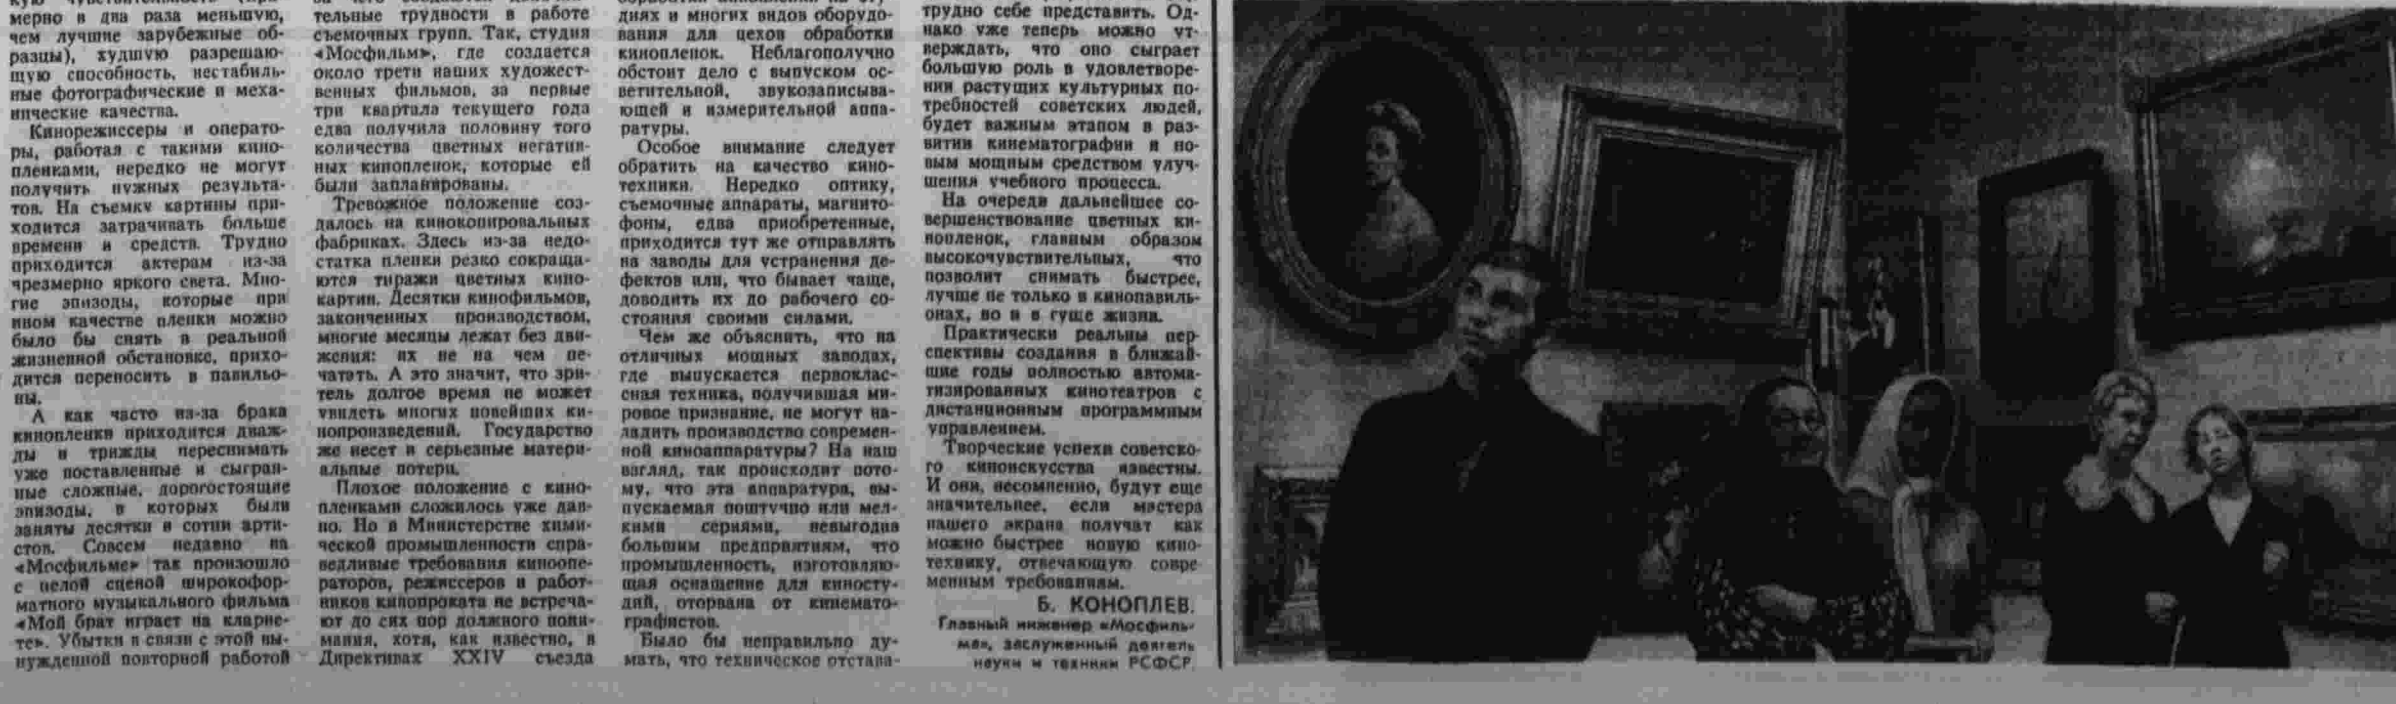 мерно в два раза меньшую,
чем лучшие зарубежные об-
разцы), худшую разрешаю-
щую способность, нестабиль-
ные фотографические и меха-
нические качества.
Кинорежиссеры и операто-
ры, работая с такими кино-
пленками, нередко не могут
получить нужных результа-
тов. На съемку картины при-
ходится затрачивать больше
времени и средств. Трудно
приходится актерам из-за
чрезмерно яркого света. Мно-
гие эпизоды, которые при
ином качестве пленки можно
было бы снять в реальной
жизненной обстановке, прихо-
дится переносить в павильо-
ны.
А как часто из-за брака
кинопленки приходится дваж-
ды и трижды переснимать
уже поставленные и сыгран-
ные сложные, дорогостоящие
эпизоды, в которых были
заняты десятки и сотни арти-
стов. Совсем недавно на
«Мосфильме» так произошло
с целой сценой широкофор-
матного музыкального фильма
«Мой брат играет на кларне-
те». Убытки в связи с этой вы-
нужденной повторной работой
тельные трудности в работе
съемочных групп. Так, студия
«Мосфильм», где создается
около трети наших художест-
венных фильмов, за первые
три квартала текущего года
едва получила половину того
количества цветных негатив-
ных кинопленок, которые ей
были запланированы.
Тревожное положение соз-
далось на кинокопировальных
фабриках. Здесь из-за недо-
статка пленки резко сокраща-
ются тиражи цветных кино-
картин. Десятки кинофильмов,
законченных производством,
многие месяцы лежат без дви-
жения: их не на чем пе-
чатать. А это значит, что зри-
тель долгое время не может
увидеть многих новейших ки-
нопроизведений. Государство
же несет и серьезные матери-
альные потери.
Плохое положение с кино-
пленками сложилось уже дав-
но. Но в Министерстве хими-
ческой промышленности спра-
ведливые требования киноопе-
раторов, режиссеров и работ-
ников кинопроката не встреча-
ют до сих пор должного пони-
мания, хотя, как известно, в
Директивах XXIV съезда
диях и многих видов оборудо-
вания для цехов обработки
кинопленок. Неблагополучно
обстоит дело с выпуском ос-
ветительной, звукозаписыва-
ющей и измерительной аппа-
ратуры.
Особое внимание следует
обратить на качество кино-
техники. Нередко оптику,
съемочные аппараты, магнито-
фоны, едва приобретенные,
приходится тут же отправлять
на заводы для устранения де-
фектов или, что бывает чаще,
доводить их до рабочего со-
стояния своими силами.
Чем же объяснить, что на
отличных мощных заводах,
где выпускается первоклас-
сная техника, получившая ми-
ровое признание, не могут на-
ладить производство современ-
ной киноаппаратуры? На наш
взгляд, так происходит пото-
му, что эта аппаратура, вы-
пускаемая поштучно или мел-
кими сериями, невыгодна
большим предприятиям, что
промышленность, изготовляю-
щая оснащение для киносту-
дий, оторвана от кинемато-
графистов.
Было бы неправильно ду-
мать, что техническое отстава-
трудно себе представить. Од-
нако уже теперь можно ут-
верждать, что оно сыграет
большую роль в удовлетворе-
нии растущих культурных по-
требностей советских людей,
будет важным этапом в раз-
витии кинематографии и но-
вым мощным средством улуч-
шения учебного процесса.
На очереди дальнейшее со-
вершенствование цветных ки-
нопленок, главным образом
высокочувствительных, что
позволит снимать быстрее,
лучше не только в кинопавиль-
онах, но и в гуще жизни.
Практически реальны пер-
спективы создания в ближай-
шие годы полностью автома-
тизированных кинотеатров с
дистанционным программным
управлением.
Творческие успехи советско-
го киноискусства известны.
И они, несомненно, будут еще
значительнее, если мастера
нашего экрана получат как
можно быстрее новую кино-
технику, отвечающую совре-
менным требованиям.
Б. КОНОПЛЕВ.
Главный инженер «Мосфиль-
ма», заслуженный деятель
науки и техники РСФСР.